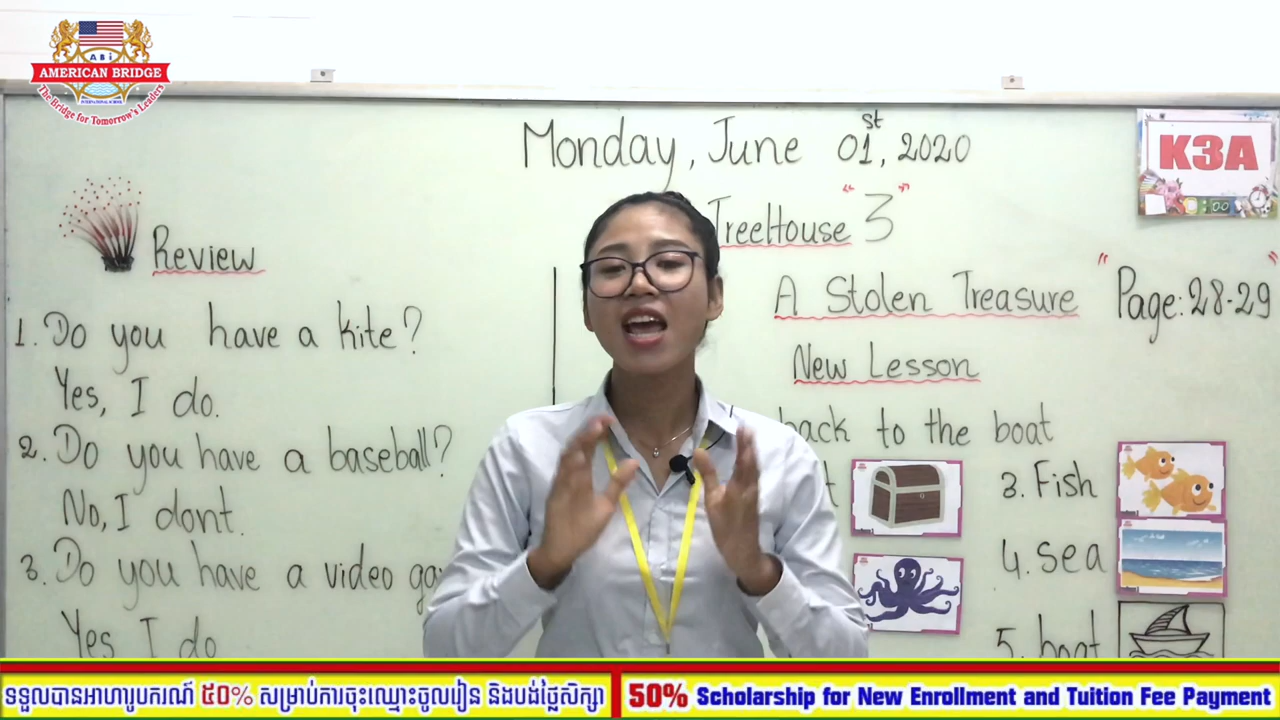 ABi
AMERICAN BRIDGE
INTERNATIONAL SCHOOL
The Bridge for Tomorrow's Leaders
Monday, June 01st, 2020
K3A
TreeHouse "3"
Review
A Stolen Treasure
"Page: 28-29"
New Lesson
1. Do you have a kite?
Yes, I do.
2. Do you have a baseball?
No, I dont.
3. Do you have a video
Yes I do
back to the boat
3. Fish
4. sea
5. boat
ទទួលបានអាហារូបករណ៍ ៥០% សម្រាប់ការចុះឈ្មោះចូលរៀន និងបង់ថ្លៃសិក្សា
50% Scholarship for New Enrollment and Tuition Fee Payment